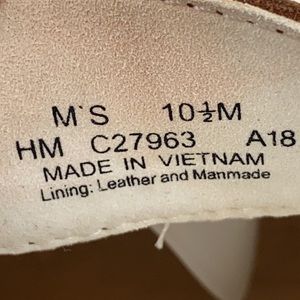 M'S 10½M
HM C27963 A18
MADE IN VIETNAM
Lining: Leather and Manmade